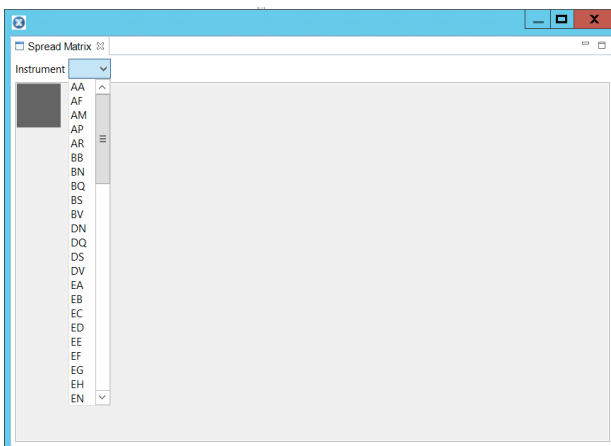 Spread Matrix
Instrument
AA
AF
AM
AP
AR
BB
BN
BQ
BS
BV
DN
DQ
DS
DV
EA
EB
EC
ED
EE
EF
EG
EH
EN